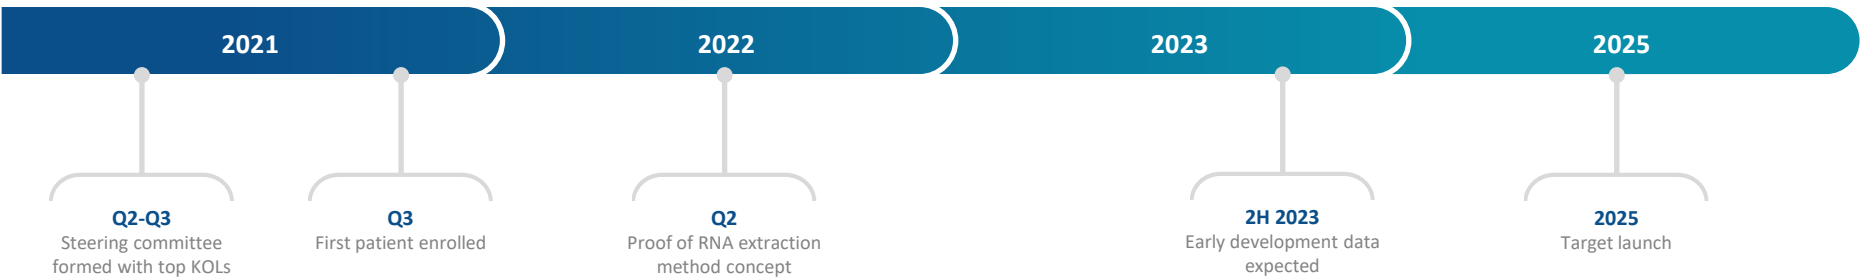 2021
2022
2023
2025
Q2-Q3
Steering committee
formed with top KOLs
Q3
First patient enrolled
Q2
Proof of RNA extraction
method concept
2H 2023
Early development data
expected
2025
Target launch